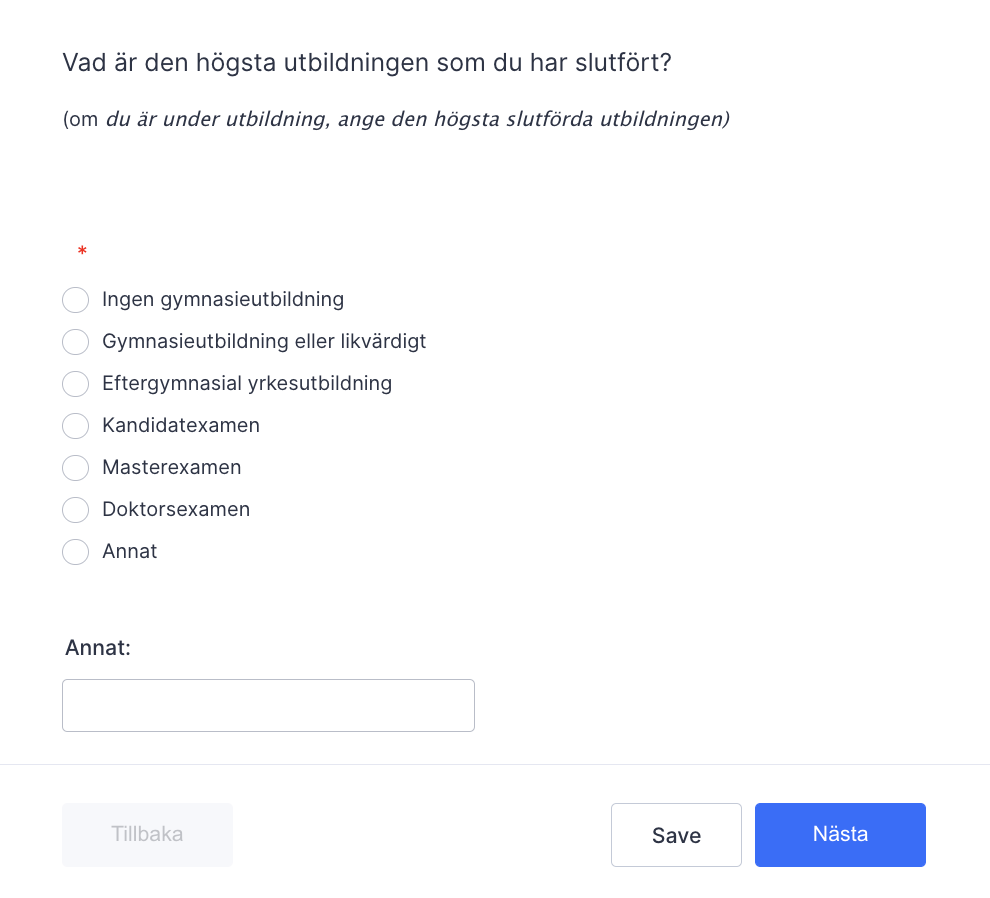 Vad är den högsta utbildningen som du har slutfört?
(om du är under utbildning, ange den högsta slutförda utbildningen)
*
Ingen gymnasieutbildning
Gymnasieutbildning eller likvärdigt
Eftergymnasial yrkesutbildning
Kandidatexamen
Masterexamen
Doktorsexamen
Annat
Annat:
Tillbaka
Save
Nästa